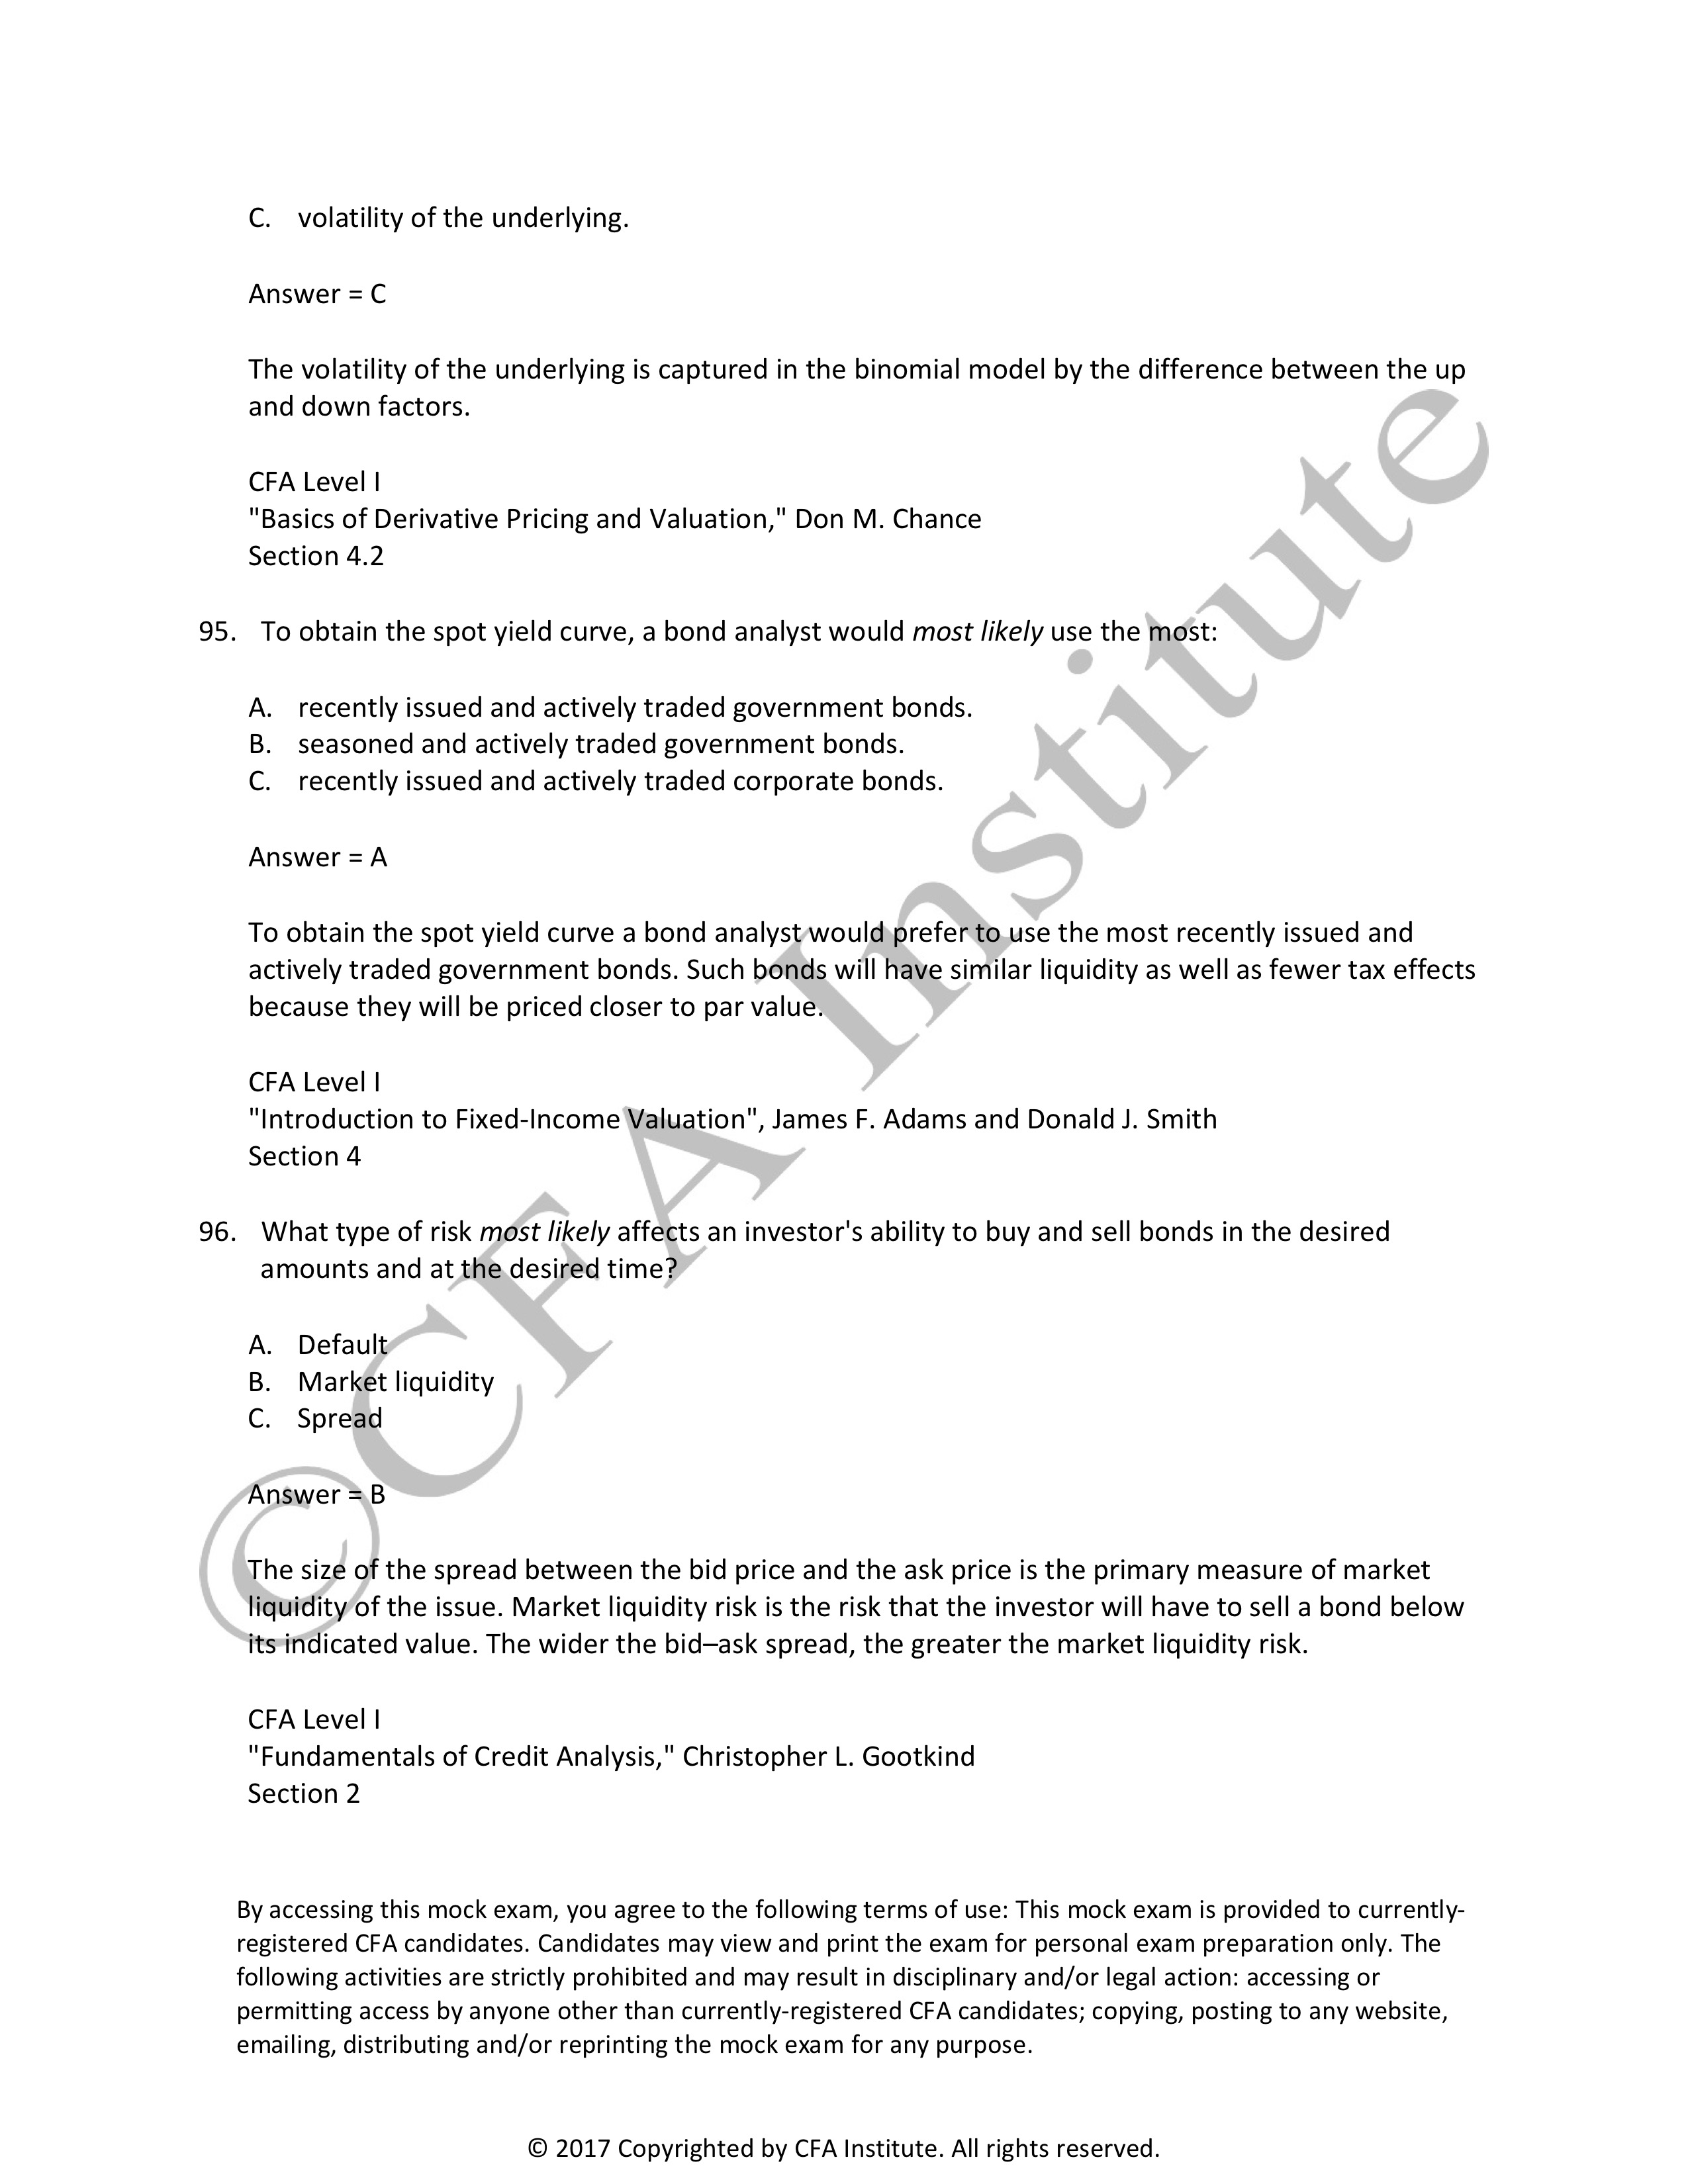 C. volatility of the underlying.
Answer = C
The volatility of the underlying is captured in the binomial model by the difference between the up
and down factors.
CFA Level I
"Basics of Derivative Pricing and Valuation," Don M. Chance
Section 4.2
95. To obtain the spot yield curve, a bond analyst would most likely use the most:
A. recently issued and actively traded government bonds.
B. seasoned and actively traded government bonds.
C. recently issued and actively traded corporate bonds.
Answer = A
To obtain the spot yield curve a bond analyst would prefer to use the most recently issued and
actively traded government bonds. Such bonds will have similar liquidity as well as fewer tax effects
because they will be priced closer to par value.
CFA Level I
"Introduction to Fixed-Income Valuation", James F. Adams and Donald J. Smith
Section 4
96. What type of risk most likely affects an investor's ability to buy and sell bonds in the desired
amounts and at the desired time?
A. Default
B. Market liquidity
C. Spread
Answer = B
The size of the spread between the bid price and the ask price is the primary measure of market
liquidity of the issue. Market liquidity risk is the risk that the investor will have to sell a bond below
its indicated value. The wider the bid–ask spread, the greater the market liquidity risk.
CFA Level I
"Fundamentals of Credit Analysis," Christopher L. Gootkind
Section 2
By accessing this mock exam, you agree to the following terms of use: This mock exam is provided to currently-
registered CFA candidates. Candidates may view and print the exam for personal exam preparation only. The
following activities are strictly prohibited and may result in disciplinary and/or legal action: accessing or
permitting access by anyone other than currently-registered CFA candidates; copying, posting to any website,
emailing, distributing and/or reprinting the mock exam for any purpose.
© 2017 Copyrighted by CFA Institute. All rights reserved.
©CFA Institute